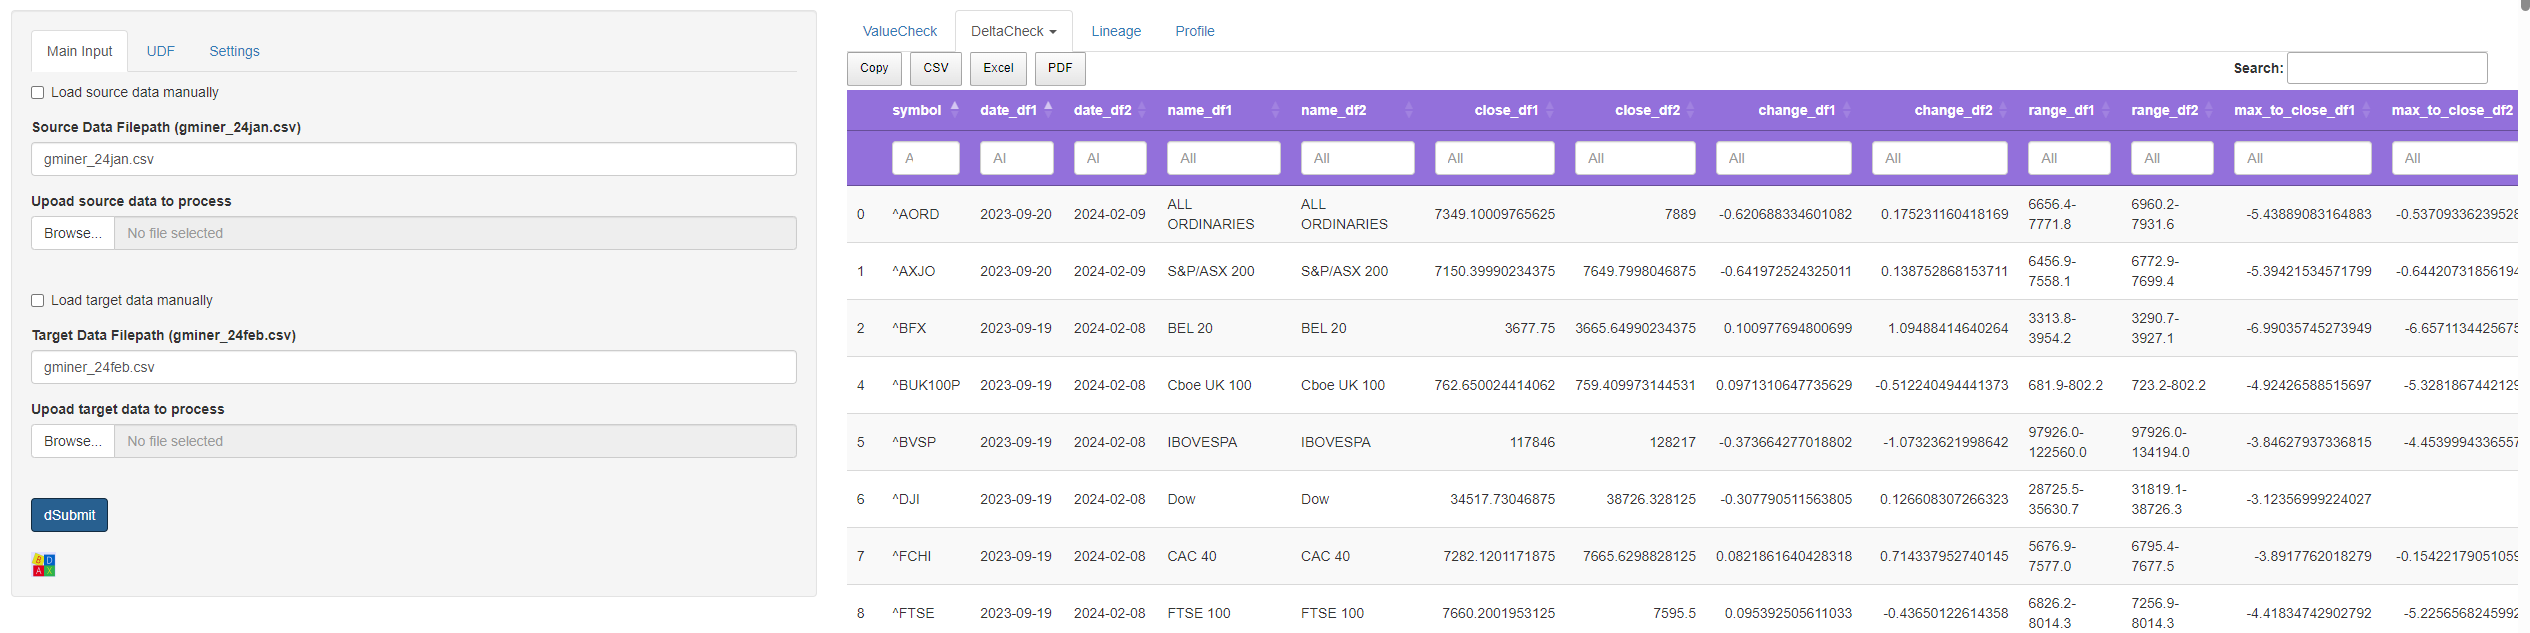 Main Input UDF Settings
Load source data manually
Source Data Filepath (gminer_24jan.csv)
gminer_24jan.csv
Upoad source data to process
Browse... No file selected
Load target data manually
Target Data Filepath (gminer_24feb.csv)
gminer_24feb.csv
Upoad target data to process
Browse... No file selected
dSubmit
B D
A X
ValueCheck DeltaCheck Lineage Profile
Copy CSV Excel PDF Search:
symbol date_df1 date_df2 name_df1 name_df2 close_df1 close_df2 change_df1 change_df2 range_df1 range_df2 max_to_close_df1 max_to_close_df2
A Al Al All All All All All All All All All All
0 ^AORD 2023-09-20 2024-02-09 ALL ORDINARIES ALL ORDINARIES 7349.10009765625 7889 -0.620688334601082 0.175231160418169 6656.4-7771.8 6960.2-7931.6 -5.43889083164883 -0.53709336239528
1 ^AXJO 2023-09-20 2024-02-09 S&P/ASX 200 S&P/ASX 200 7150.39990234375 7649.7998046875 -0.641972524325011 0.138752868153711 6456.9-7558.1 6772.9-7699.4 -5.39421534571799 -0.64420731856194
2 ^BFX 2023-09-19 2024-02-08 BEL 20 BEL 20 3677.75 3665.64990234375 0.100977694800699 1.09488414640264 3313.8-3954.2 3290.7-3927.1 -6.99035745273949 -6.6571134425675
4 ^BUK100P 2023-09-19 2024-02-08 Cboe UK 100 Cboe UK 100 762.650024414062 759.409973144531 0.0971310647735629 -0.512240494441373 681.9-802.2 723.2-802.2 -4.92426588515697 -5.3281867442129
5 ^BVSP 2023-09-19 2024-02-08 IBOVESPA IBOVESPA 117846 128217 -0.373664277018802 -1.07323621998642 97926.0-122560.0 97926.0-134194.0 -3.84627937336815 -4.4539994336557
6 ^DJI 2023-09-19 2024-02-08 Dow Dow 34517.73046875 38726.328125 -0.307790511563805 0.126608307266323 28725.5-35630.7 31819.1-38726.3 -3.12356999224027
7 ^FCHI 2023-09-19 2024-02-08 CAC 40 CAC 40 7282.1201171875 7665.6298828125 0.0821861640428318 0.714337952740145 5676.9-7577.0 6795.4-7677.5 -3.8917762018279 -0.15422179051059
8 ^FTSE 2023-09-19 2024-02-08 FTSE 100 FTSE 100 7660.2001953125 7595.5 0.095392505611033 -0.43650122614358 6826.2-8014.3 7256.9-8014.3 -4.41834742902792 -5.2256568245992